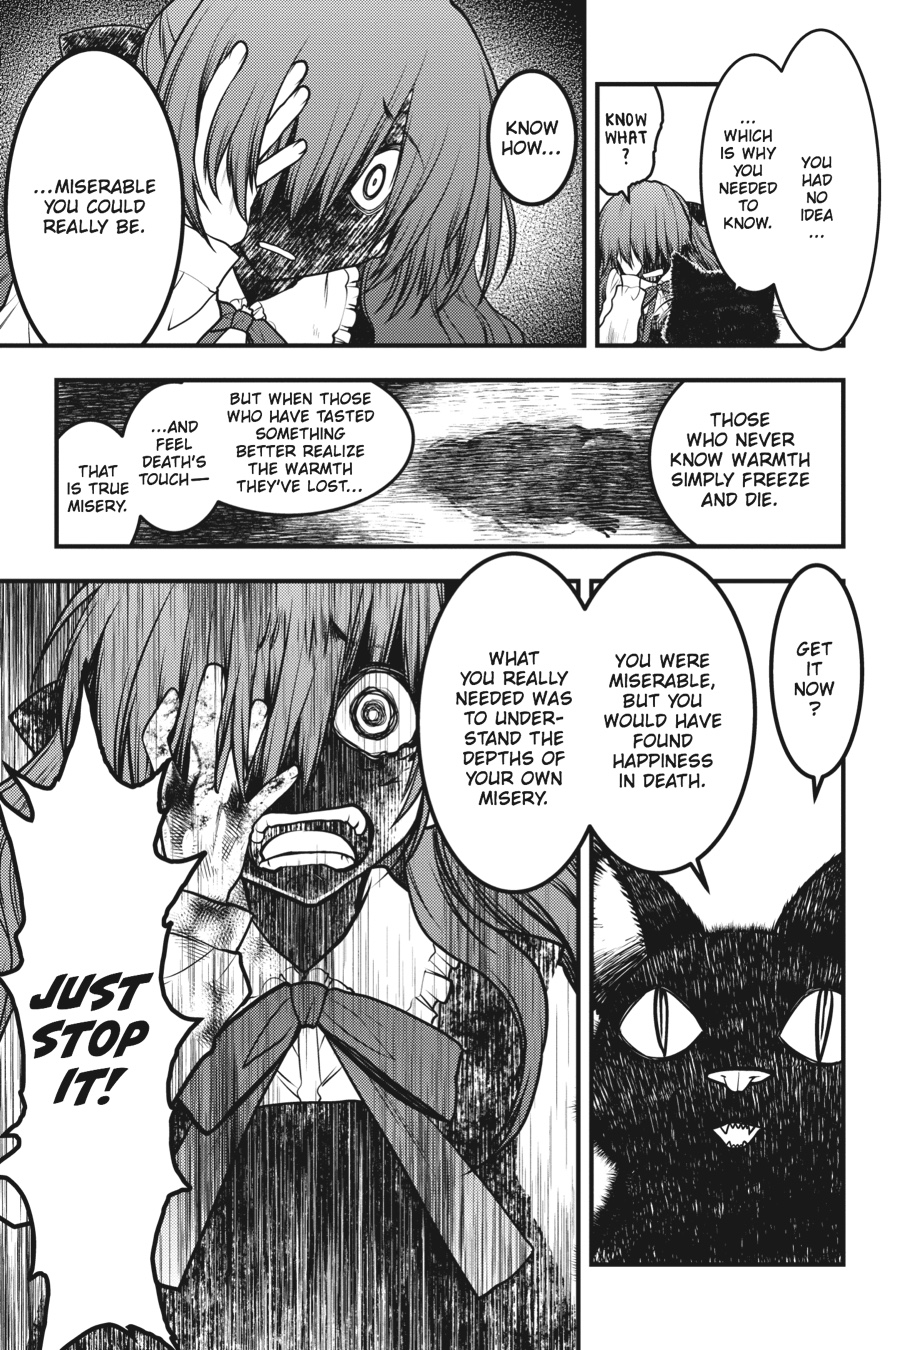 YOU
HAD
NO
IDEA
...
...
WHICH
IS WHY
YOU
NEEDED
TO
KNOW.
KNOW
WHAT
?
KNOW
HOW...
...MISERABLE
YOU COULD
REALLY BE.
THOSE
WHO NEVER
KNOW WARMTH
SIMPLY FREEZE
AND DIE.
BUT WHEN THOSE
WHO HAVE TASTED
SOMETHING
BETTER REALIZE
THE WARMTH
THEY'VE LOST...
...AND
FEEL
DEATH'S
TOUCH—
THAT
IS TRUE
MISERY.
GET
IT
NOW
?
YOU WERE
MISERABLE,
BUT YOU
WOULD HAVE
FOUND
HAPPINESS
IN DEATH.
WHAT
YOU REALLY
NEEDED WAS
TO UNDER-
STAND THE
DEPTHS OF
YOUR OWN
MISERY.
JUST
STOP
IT!